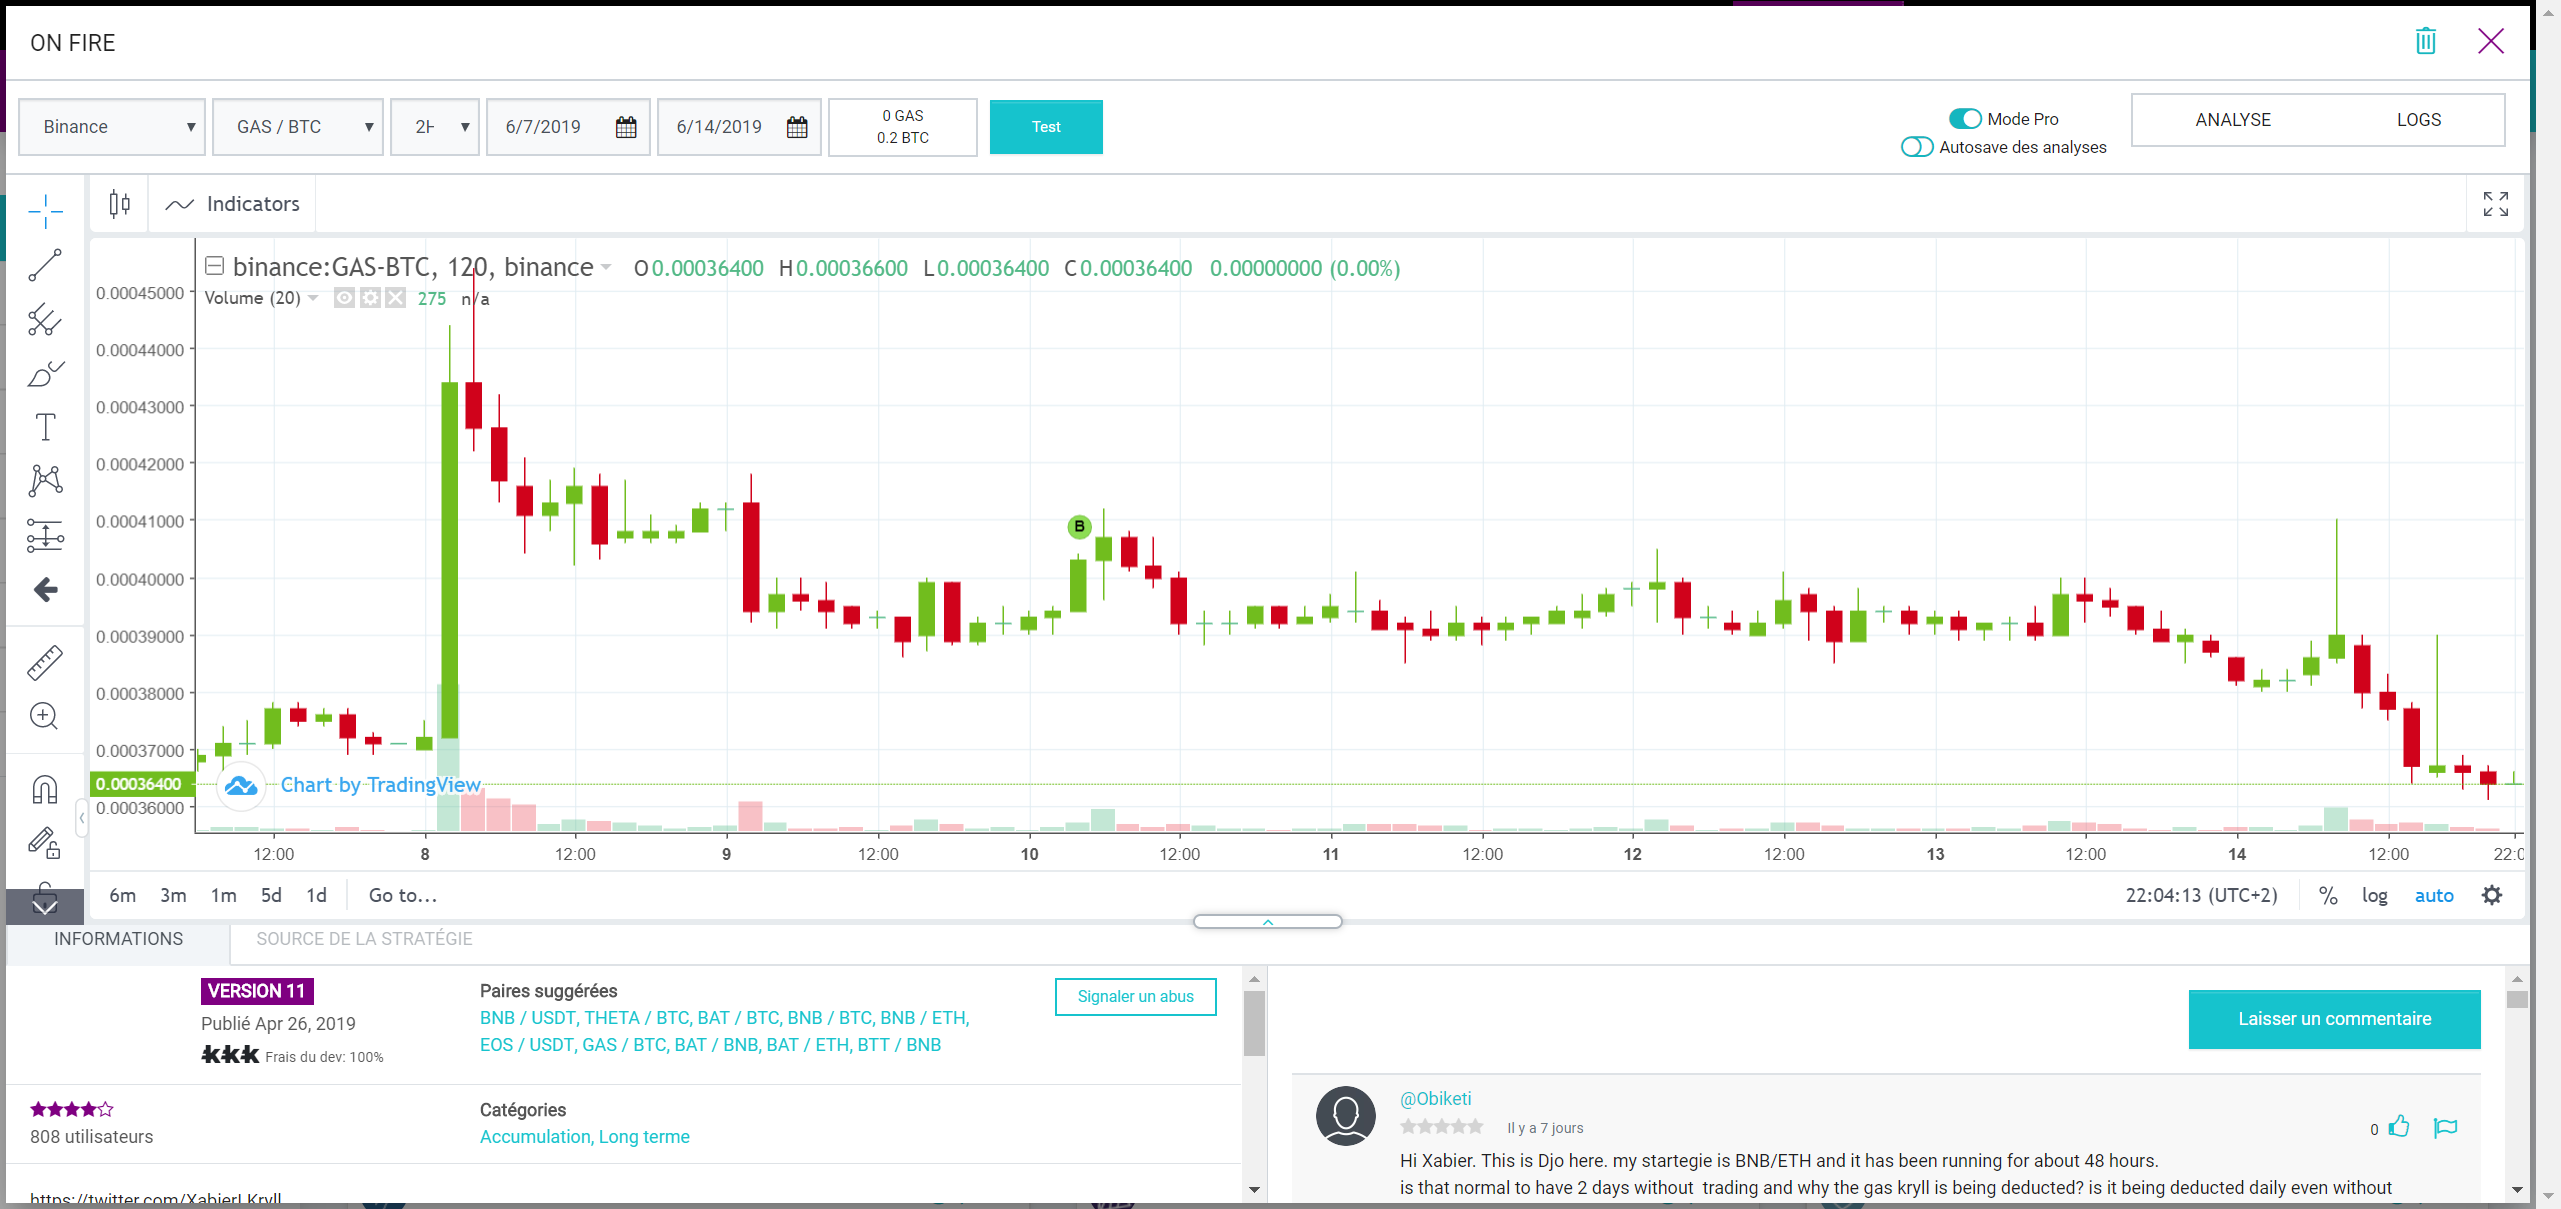 ON FIRE
Binance
GAS / BTC
2H
6/7/2019
6/14/2019
0 GAS
0.2 BTC
Test
Mode Pro
Autosave des analyses
ANALYSE
LOGS
Indicators
binance:GAS-BTC, 120, binance
O 0.00036400 H 0.00036600 L 0.00036400 C 0.00036400 0.00000000 (0.00%)
Volume (20) 275 n/a
0.00045000
0.00044000
0.00043000
0.00042000
0.00041000
0.00040000
0.00039000
0.00038000
0.00037000
0.00036400
0.00036000
B
Chart by TradingView
12:00 8 12:00 9 12:00 10 12:00 11 12:00 12 12:00 13 12:00 14 12:00 22:0
6m 3m 1m 5d 1d Go to...
22:04:13 (UTC+2) % log auto
INFORMATIONS
SOURCE DE LA STRATÉGIE
VERSION 11
Publié Apr 26, 2019
kkk Frais du dev: 100%
Paires suggérées
BNB / USDT, THETA / BTC, BAT / BTC, BNB / BTC, BNB / ETH,
EOS / USDT, GAS / BTC, BAT / BNB, BAT / ETH, BTT / BNB
Signaler un abus
808 utilisateurs
Catégories
Accumulation, Long terme
https://twitter.com/XabierLKryll
Laisser un commentaire
@Obiketi
Il y a 7 jours
0
Hi Xabier. This is Djo here. my startegie is BNB/ETH and it has been running for about 48 hours.
is that normal to have 2 days without trading and why the gas kryll is being deducted? is it being deducted daily even without